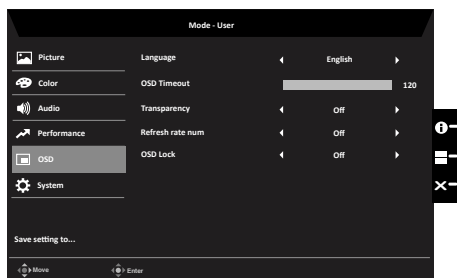 Mode - User
Picture
Language English
Color
OSD Timeout 120
Audio
Transparency Off
Performance
Refresh rate num Off
OSD
OSD Lock Off
System
Save setting to...
Move Enter